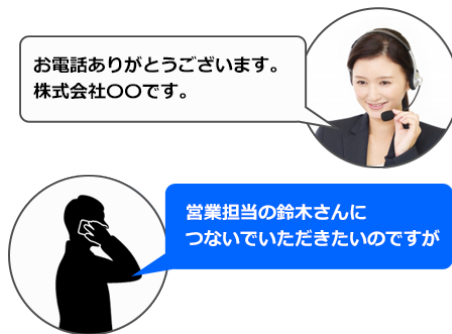 お電話ありがとうございます。
株式会社〇〇です。
営業担当の鈴木さんに
つないでいただきたいのですが